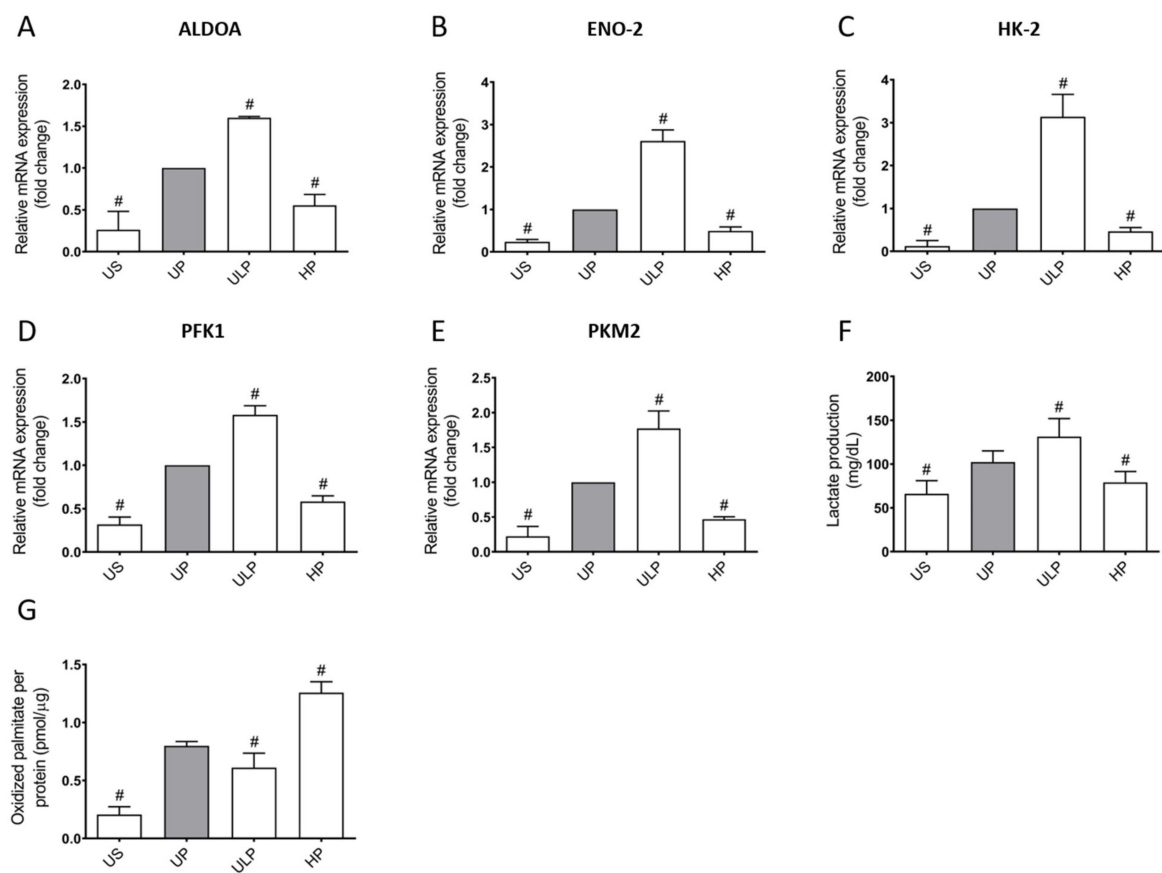 A
ALDOA
Relative mRNA expression
(fold change)
2.0
1.5
1.0
0.5
0.0
#
#
#
US
UP
ULP
HP
B
ENO-2
Relative mRNA expression
(fold change)
4
3
2
1
0
#
#
#
US
UP
ULP
HP
C
HK-2
Relative mRNA expression
(fold change)
4
3
2
1
0
#
#
#
US
UP
ULP
HP
D
PFK1
Relative mRNA expression
(fold change)
2.0
1.5
1.0
0.5
0.0
#
#
#
US
UP
ULP
HP
E
PKM2
Relative mRNA expression
(fold change)
2.5
2.0
1.5
1.0
0.5
0.0
#
#
#
US
UP
ULP
HP
F
Lactate production
(mg/dL)
200
150
100
50
0
#
#
#
US
UP
ULP
HP
G
Oxidized palmitate per
protein (pmol/µg)
1.5
1.0
0.5
0.0
#
#
#
US
UP
ULP
HP